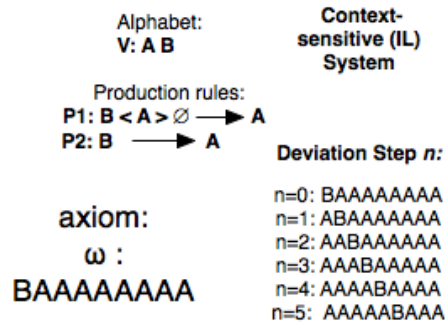 Alphabet:
V: A B
Context-
sensitive (IL)
System
Production rules:
P1: B < A > ∅ → A
P2: B → A
axiom:
ω :
BAAAAAAAA
Deviation Step n:
n=0: BAAAAAAAA
n=1: ABAAAAAAA
n=2: AABAAAAAA
n=3: AAABAAAAA
n=4: AAAABAAAA
n=5: AAAAABAAA